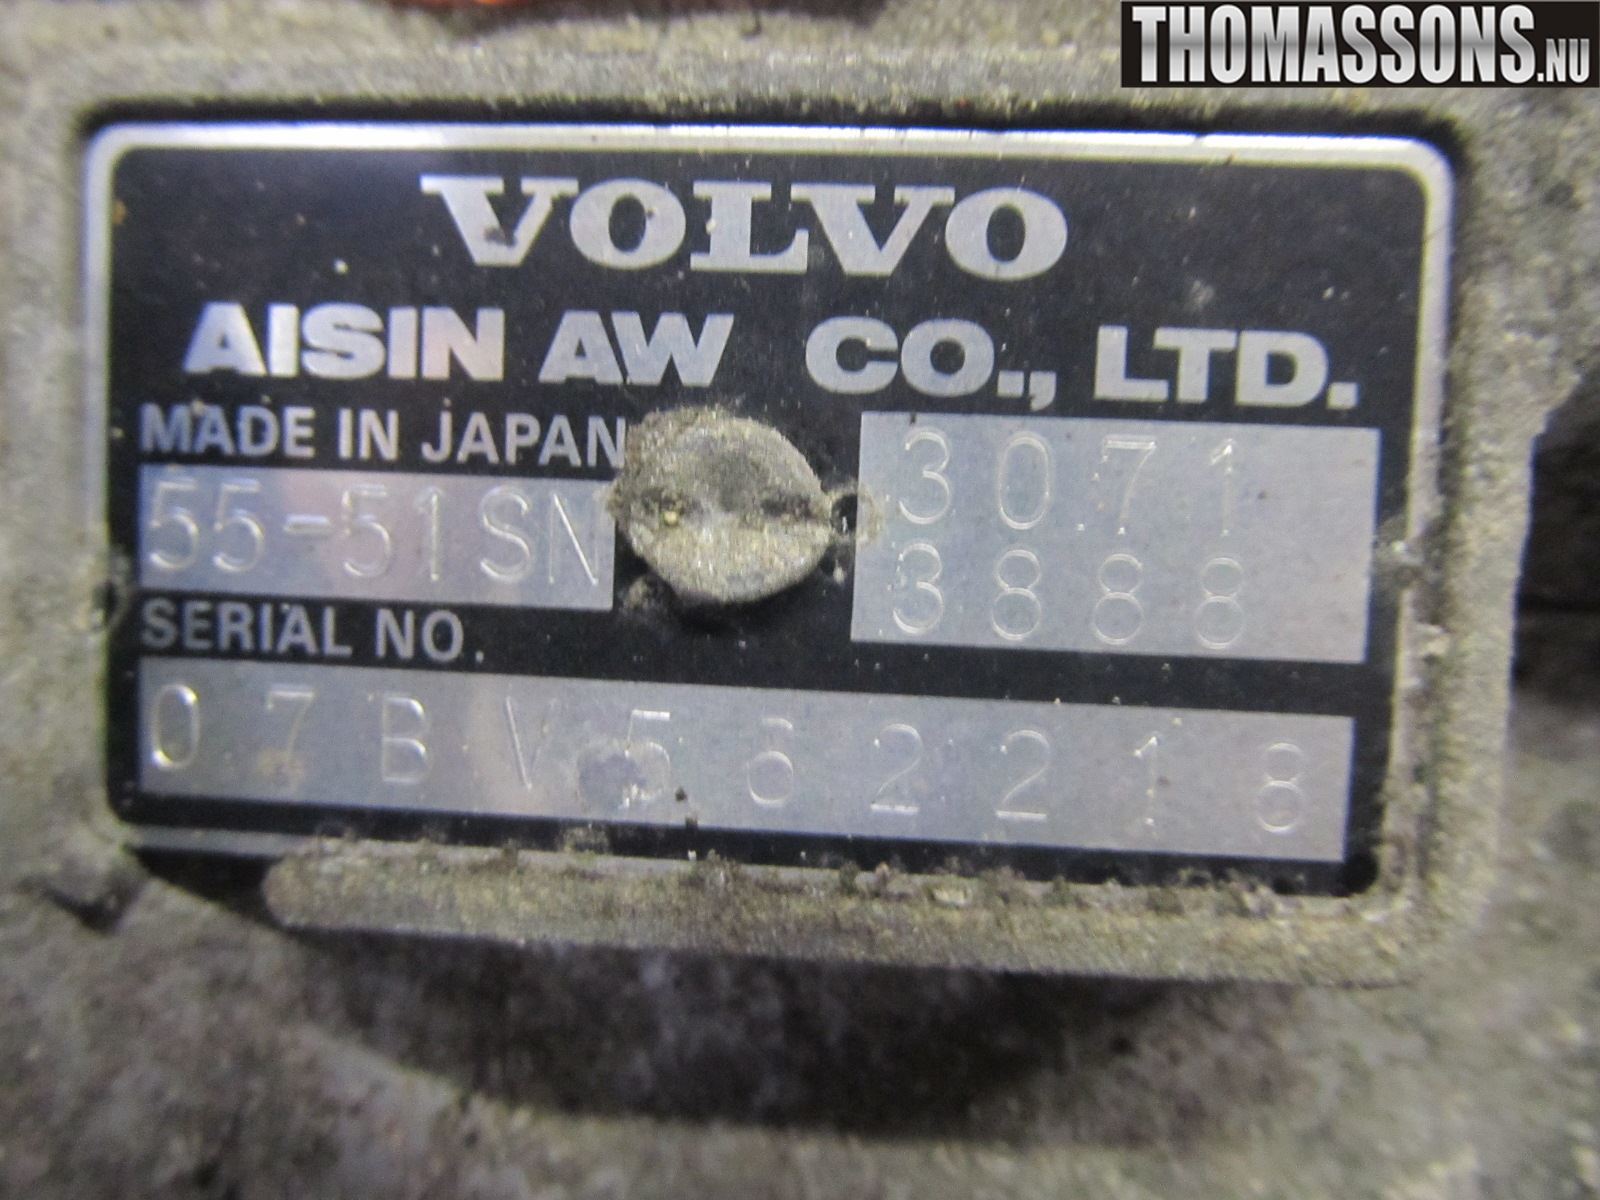 THOMASSONS.NU
VOLVO
AISIN AW CO., LTD.
MADE IN JAPAN
55-51SN
3071
3888
SERIAL NO.
07BV562218